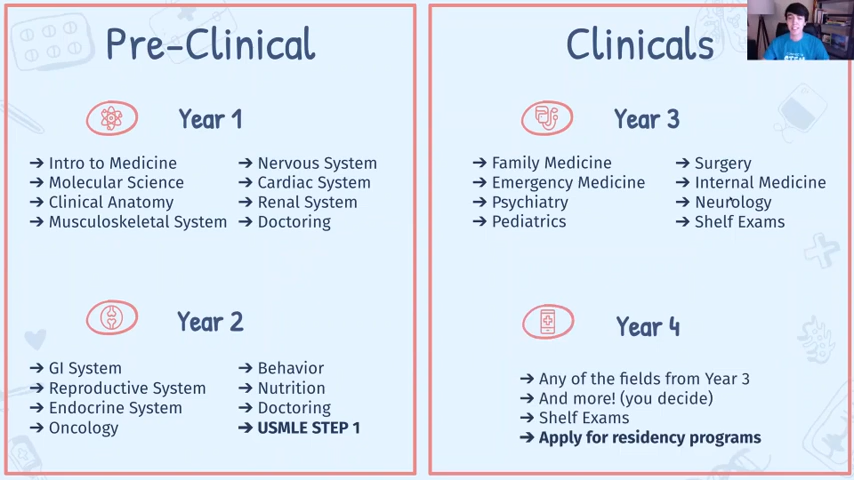 Pre-Clinical
Year 1
➔ Intro to Medicine
➔ Molecular Science
➔ Clinical Anatomy
➔ Musculoskeletal System
➔ Nervous System
➔ Cardiac System
➔ Renal System
➔ Doctoring
Year 2
➔ GI System
➔ Reproductive System
➔ Endocrine System
➔ Oncology
➔ Behavior
➔ Nutrition
➔ Doctoring
➔ USMLE STEP 1
Clinicals
Year 3
➔ Family Medicine
➔ Emergency Medicine
➔ Psychiatry
➔ Pediatrics
➔ Surgery
➔ Internal Medicine
➔ Neurology
➔ Shelf Exams
Year 4
➔ Any of the fields from Year 3
➔ And more! (you decide)
➔ Shelf Exams
➔ Apply for residency programs